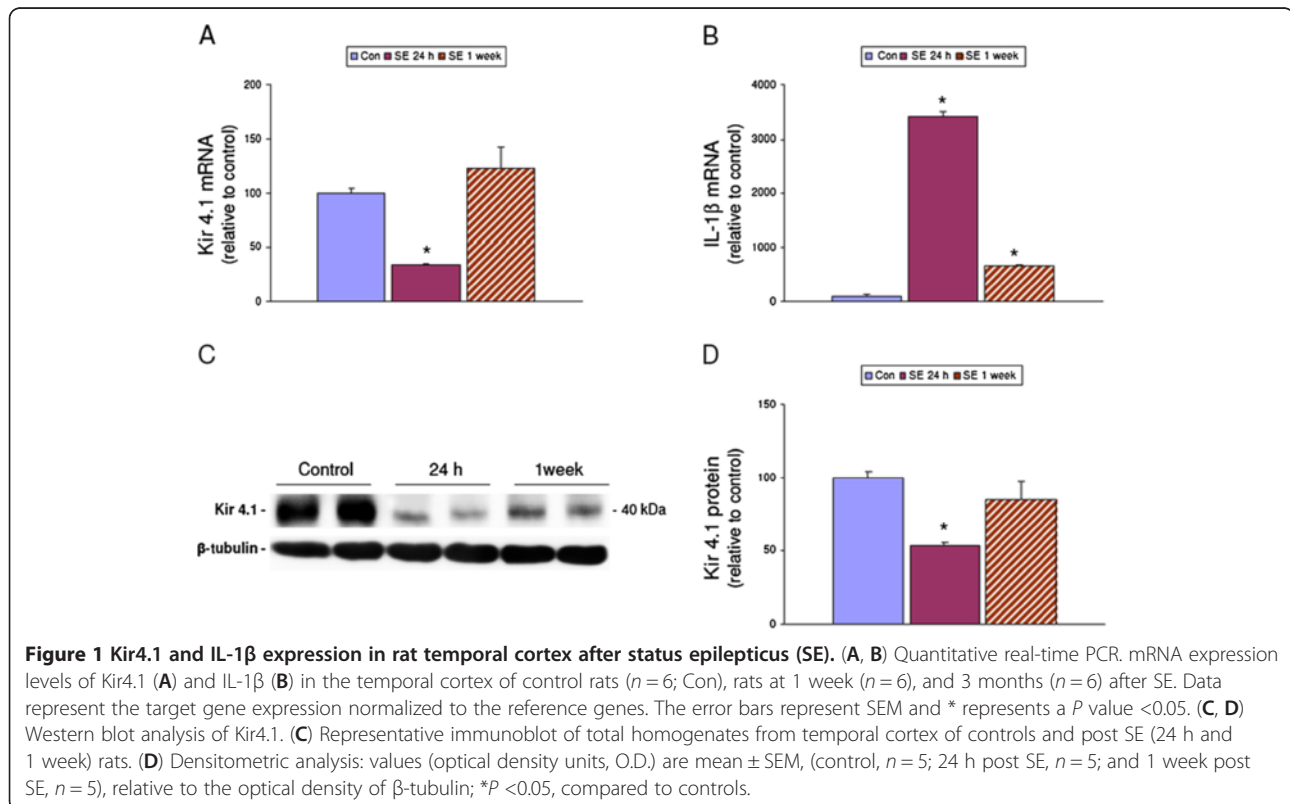 A
Con SE 24 h SE 1 week
Kir 4.1 mRNA
(relative to control)
200
150
100
50
0
*
B
Con SE 24 h SE 1 week
IL-1β mRNA
(relative to control)
4000
3000
2000
1000
0
*
*
C
Control 24 h 1week
Kir 4.1 - - 40 kDa
β-tubulin -
D
Con SE 24 h SE 1 week
Kir 4.1 protein
(relative to control)
150
100
50
0
*
Figure 1 Kir4.1 and IL-1β expression in rat temporal cortex after status epilepticus (SE). (A, B) Quantitative real-time PCR. mRNA expression
levels of Kir4.1 (A) and IL-1β (B) in the temporal cortex of control rats (n = 6; Con), rats at 1 week (n = 6), and 3 months (n = 6) after SE. Data
represent the target gene expression normalized to the reference genes. The error bars represent SEM and * represents a P value <0.05. (C, D)
Western blot analysis of Kir4.1. (C) Representative immunoblot of total homogenates from temporal cortex of controls and post SE (24 h and
1 week) rats. (D) Densitometric analysis: values (optical density units, O.D.) are mean ± SEM, (control, n = 5; 24 h post SE, n = 5; and 1 week post
SE, n = 5), relative to the optical density of β-tubulin; *P <0.05, compared to controls.